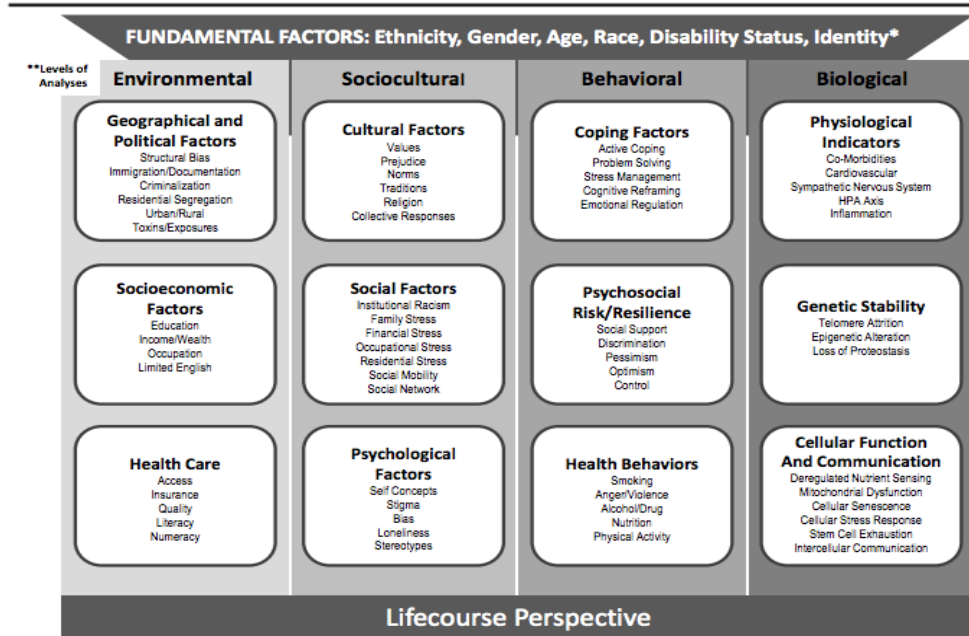 FUNDAMENTAL FACTORS: Ethnicity, Gender, Age, Race, Disability Status, Identity*
**Levels of
Analyses
Environmental
Sociocultural
Behavioral
Biological
Geographical and
Political Factors
Structural Bias
Immigration/Documentation
Criminalization
Residential Segregation
Urban/Rural
Toxins/Exposures
Cultural Factors
Values
Prejudice
Norms
Traditions
Religion
Collective Responses
Coping Factors
Active Coping
Problem Solving
Stress Management
Cognitive Reframing
Emotional Regulation
Physiological
Indicators
Co-Morbidities
Cardiovascular
Sympathetic Nervous System
HPA Axis
Inflammation
Socioeconomic
Factors
Education
Income/Wealth
Occupation
Limited English
Social Factors
Institutional Racism
Family Stress
Financial Stress
Occupational Stress
Residential Stress
Social Mobility
Social Network
Psychosocial
Risk/Resilience
Social Support
Discrimination
Pessimism
Optimism
Control
Genetic Stability
Telomere Attrition
Epigenetic Alteration
Loss of Proteostasis
Health Care
Access
Insurance
Quality
Literacy
Numeracy
Psychological
Factors
Self Concepts
Stigma
Bias
Loneliness
Stereotypes
Health Behaviors
Smoking
Anger/Violence
Alcohol/Drug
Nutrition
Physical Activity
Cellular Function
And Communication
Deregulated Nutrient Sensing
Mitochondrial Dysfunction
Cellular Senescence
Cellular Stress Response
Stem Cell Exhaustion
Intercellular Communication
Lifecourse Perspective